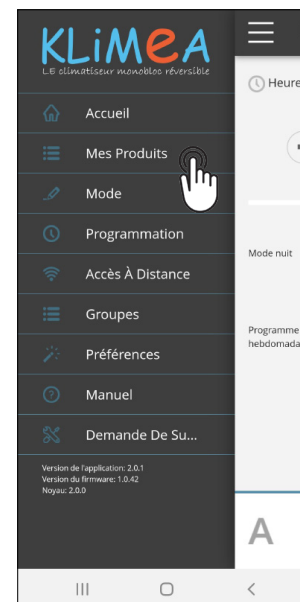 KLiMeA
LE climatiseur monobloc réversible
Accueil
Mes Produits
Mode
Programmation
Accès À Distance
Groupes
Préférences
Manuel
Demande De Su...
Version de l'application: 2.0.1
Version du firmware: 1.0.42
Noyau: 2.0.0
Heure
Mode nuit
Programme
hebdomada
A